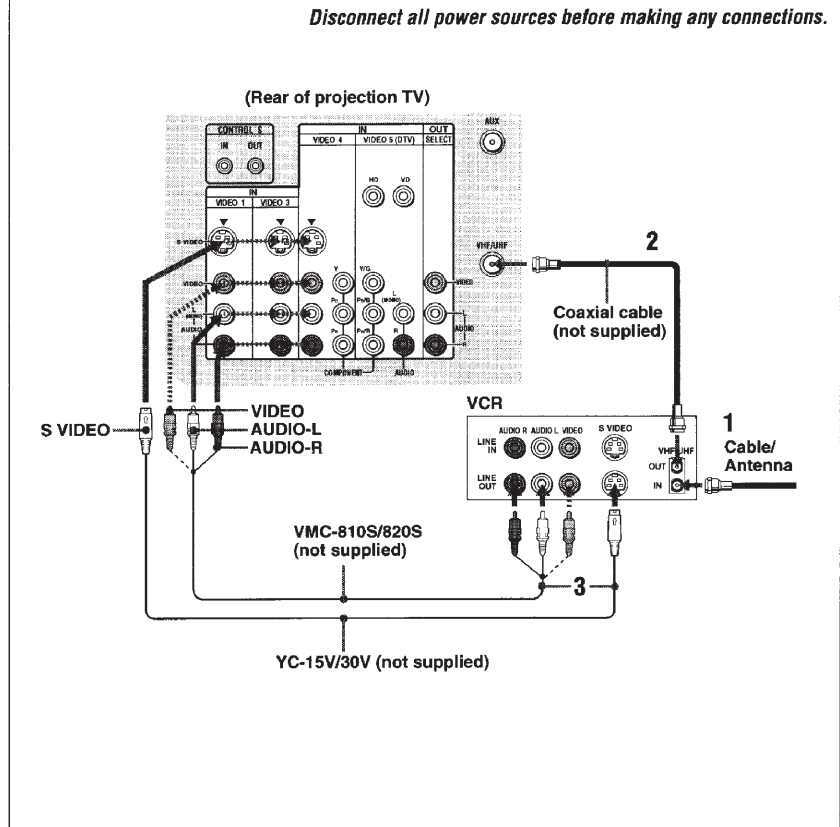 Disconnect all power sources before making any connections.
(Rear of projection TV)
CONTROL S
IN OUT
IN
VIDEO 4 VIDEO 5 (DTV)
OUT
SELECT
AUX
HD VD
IN
VIDEO 1 VIDEO 3
S VIDEO
VHF/UHF
VIDEO
Y Y/G
VIDEO
L
(MONO)
AUDIO
R
AUDIO
COMPONENT
AUDIO
2
Coaxial cable
(not supplied)
S VIDEO
VIDEO
AUDIO-L
AUDIO-R
VCR
AUDIO R AUDIO L VIDEO S VIDEO
LINE
IN
LINE
OUT
VHF/UHF
OUT
IN
1
Cable/
Antenna
VMC-810S/820S
(not supplied)
3
YC-15V/30V (not supplied)